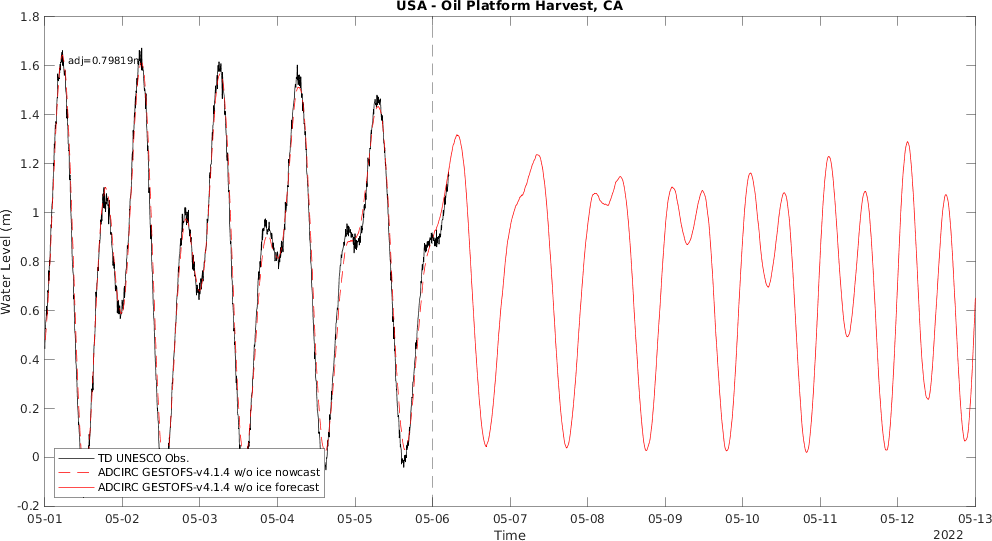 USA - Oil Platform Harvest, CA
1.8
1.6
1.4
1.2
1
0.8
0.6
0.4
0.2
0
-0.2
Water Level (m)
adj=0.79819m
TD UNESCO Obs.
ADCIRC GESTOFS-v4.1.4 w/o ice nowcast
ADCIRC GESTOFS-v4.1.4 w/o ice forecast
05-01 05-02 05-03 05-04 05-05 05-06 05-07 05-08 05-09 05-10 05-11 05-12 05-13
Time
2022